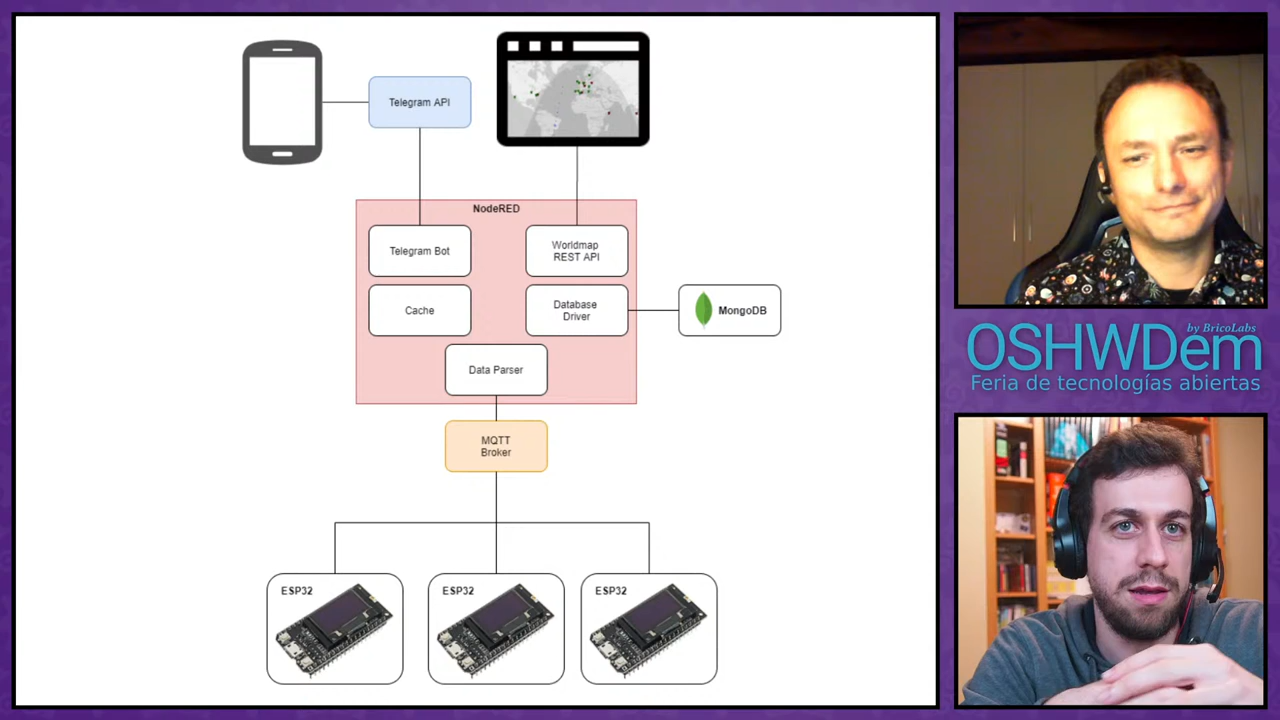 Telegram API
NodeRED
Telegram Bot
Worldmap
REST API
Cache
Database
Driver
MongoDB
Data Parser
MQTT
Broker
ESP32
ESP32
ESP32
by BricoLabs
OSHWDem
Feria de tecnologías abiertas